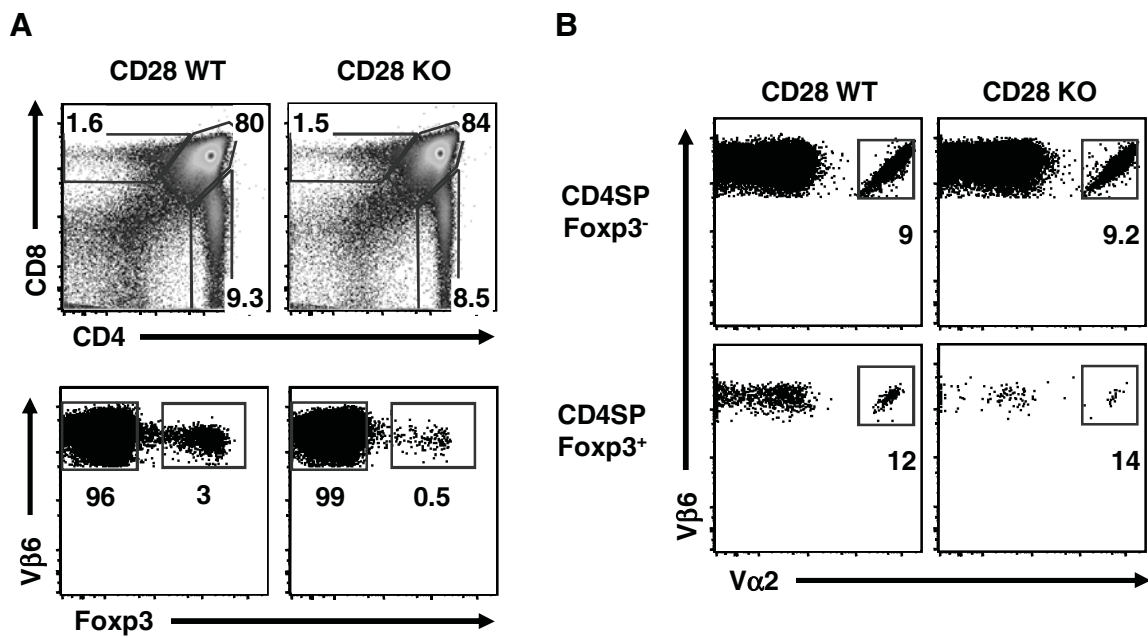 A
CD28 WT
CD28 KO
CD8
1.6
80
9.3
1.5
84
8.5
CD4
Vβ6
96
3
99
0.5
Foxp3
B
CD28 WT
CD28 KO
CD4SP
Foxp3-
9
9.2
CD4SP
Foxp3+
12
14
Vβ6
Vα2